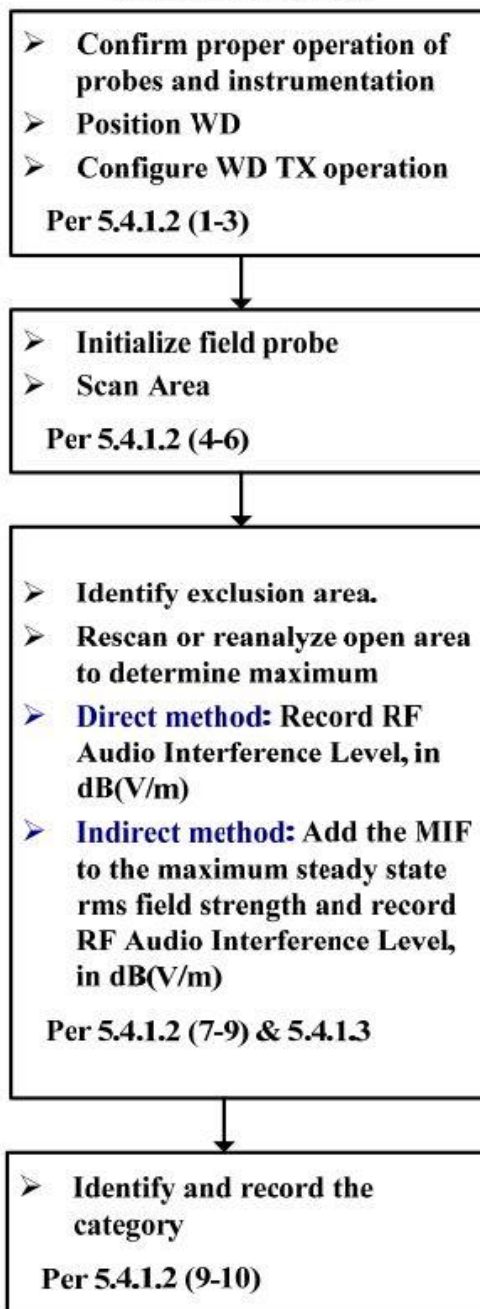 ➢ Confirm proper operation of
probes and instrumentation
➢ Position WD
➢ Configure WD TX operation
Per 5.4.1.2 (1-3)
➢ Initialize field probe
➢ Scan Area
Per 5.4.1.2 (4-6)
➢ Identify exclusion area.
➢ Rescan or reanalyze open area
to determine maximum
➢ Direct method: Record RF
Audio Interference Level, in
dB(V/m)
➢ Indirect method: Add the MIF
to the maximum steady state
rms field strength and record
RF Audio Interference Level,
in dB(V/m)
Per 5.4.1.2 (7-9) & 5.4.1.3
➢ Identify and record the
category
Per 5.4.1.2 (9-10)